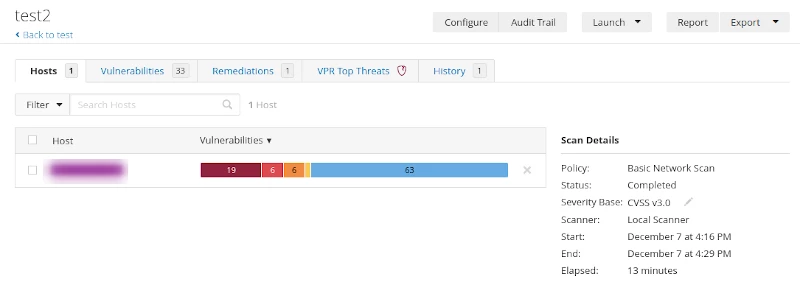 test2
Back to test
Configure Audit Trail Launch Report Export
Hosts 1 Vulnerabilities 33 Remediations 1 VPR Top Threats History 1
Filter Search Hosts 1 Host
Host Vulnerabilities
19 6 6 63
Scan Details
Policy: Basic Network Scan
Status: Completed
Severity Base: CVSS v3.0
Scanner: Local Scanner
Start: December 7 at 4:16 PM
End: December 7 at 4:29 PM
Elapsed: 13 minutes